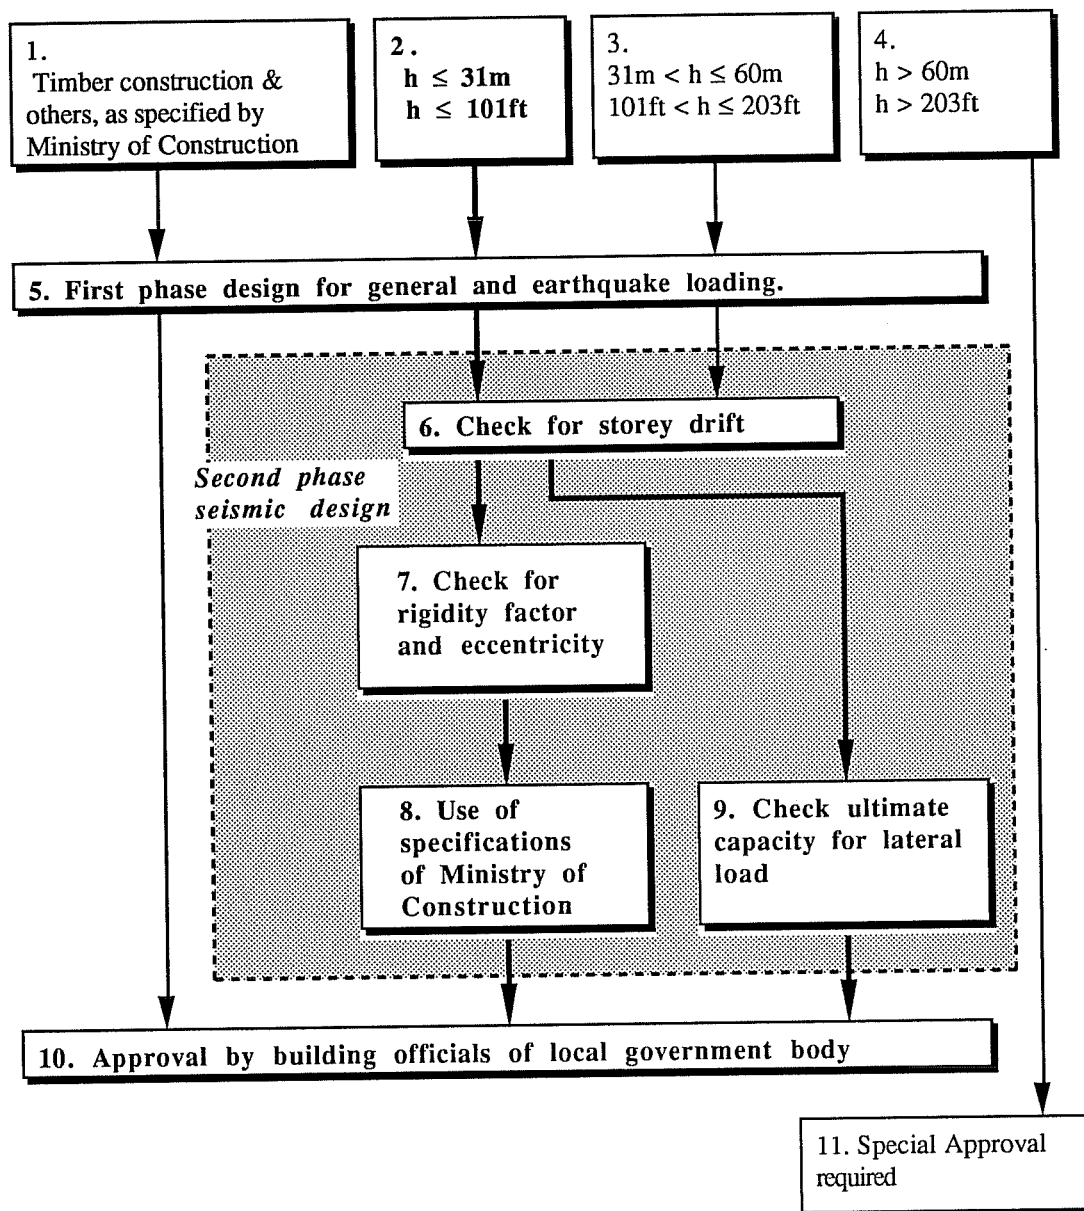 1.
Timber construction &
others, as specified by
Ministry of Construction
2.
h ≤ 31m
h ≤ 101ft
3.
31m < h ≤ 60m
101ft < h ≤ 203ft
4.
h > 60m
h > 203ft
5. First phase design for general and earthquake loading.
6. Check for storey drift
Second phase
seismic design
7. Check for
rigidity factor
and eccentricity
8. Use of
specifications
of Ministry of
Construction
9. Check ultimate
capacity for lateral
load
10. Approval by building officials of local government body
11. Special Approval
required